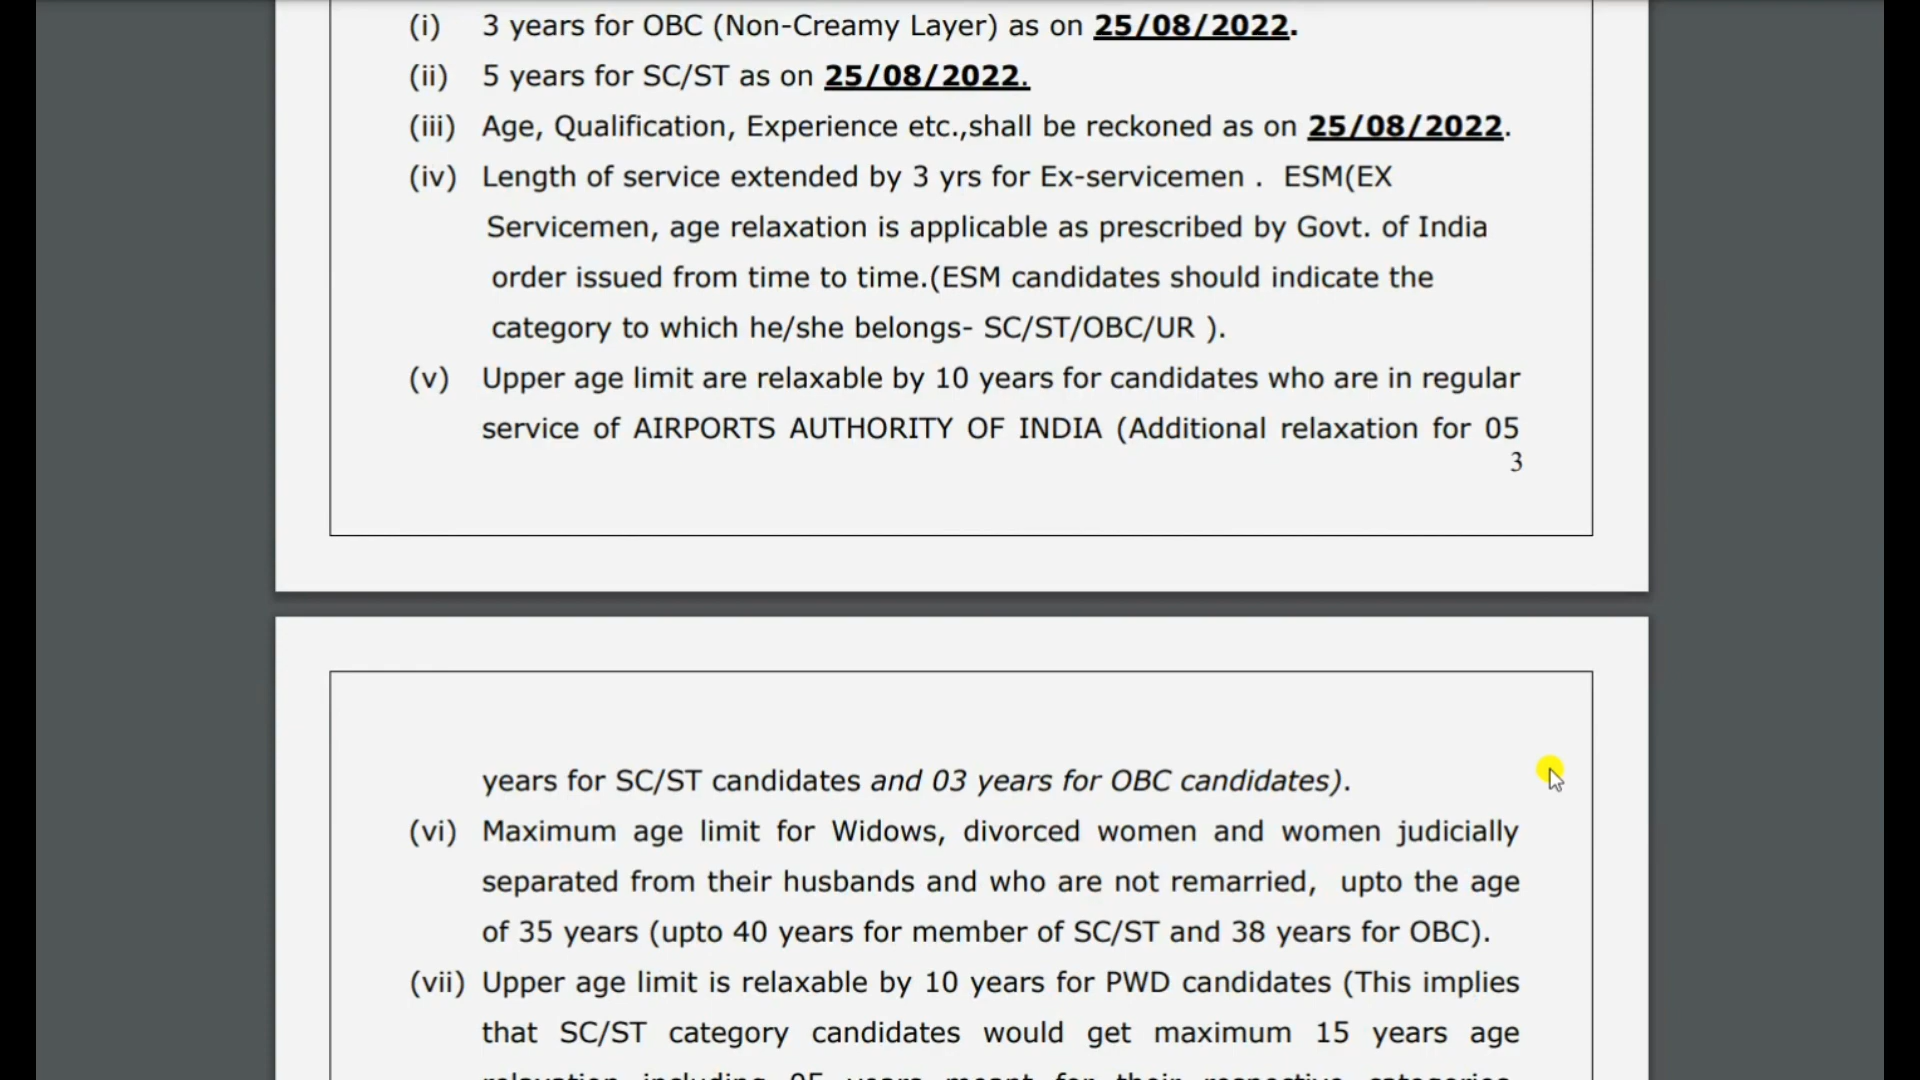 (i) 3 years for OBC (Non-Creamy Layer) as on 25/08/2022.
(ii) 5 years for SC/ST as on 25/08/2022.
(iii) Age, Qualification, Experience etc.,shall be reckoned as on 25/08/2022.
(iv) Length of service extended by 3 yrs for Ex-servicemen . ESM(EX
Servicemen, age relaxation is applicable as prescribed by Govt. of India
order issued from time to time.(ESM candidates should indicate the
category to which he/she belongs- SC/ST/OBC/UR ).
(v) Upper age limit are relaxable by 10 years for candidates who are in regular
service of AIRPORTS AUTHORITY OF INDIA (Additional relaxation for 05
3
years for SC/ST candidates and 03 years for OBC candidates).
(vi) Maximum age limit for Widows, divorced women and women judicially
separated from their husbands and who are not remarried, upto the age
of 35 years (upto 40 years for member of SC/ST and 38 years for OBC).
(vii) Upper age limit is relaxable by 10 years for PWD candidates (This implies
that SC/ST category candidates would get maximum 15 years age
relaxation including 05 years meant for their respective categories.